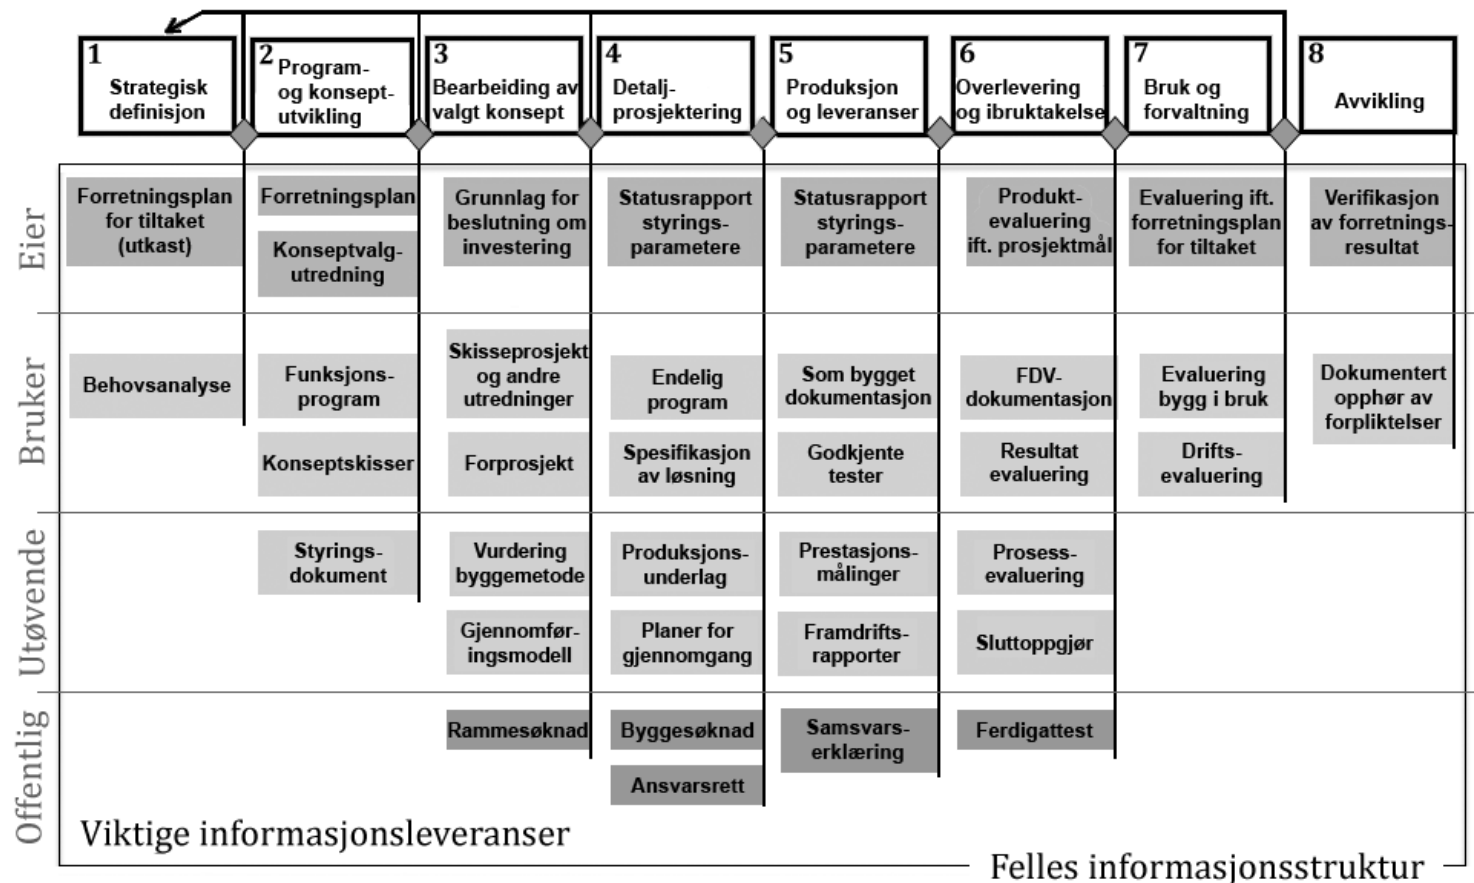 1
Strategisk
definisjon
2
Program-
og konsept-
utvikling
3
Bearbeiding av
valgt konsept
4
Detalj-
prosjektering
5
Produksjon
og leveranser
6
Overlevering
og ibruktakelse
7
Bruk og
forvaltning
8
Avvikling
Eier
Forretningsplan
for tiltaket
(utkast)
Forretningsplan
Konseptvalg-
utredning
Grunnlag for
beslutning om
investering
Statusrapport
styrings-
parametere
Statusrapport
styrings-
parametere
Produkt-
evaluering
ift. prosjektmål
Evaluering ift.
forretningsplan
for tiltaket
Verifikasjon
av forretnings-
resultat
Bruker
Behovsanalyse
Funksjons-
program
Konseptskisser
Skisseprosjekt
og andre
utredninger
Forprosjekt
Endelig
program
Spesifikasjon
av løsning
Som bygget
dokumentasjon
Godkjente
tester
FDV-
dokumentasjon
Resultat
evaluering
Evaluering
bygg i bruk
Drifts-
evaluering
Dokumentert
opphør av
forpliktelser
Utøvende
Styrings-
dokument
Vurdering
byggemetode
Gjennomfør-
ingsmodell
Produksjons-
underlag
Planer for
gjennomgang
Prestasjons-
målinger
Framdrifts-
rapporter
Prosess-
evaluering
Sluttoppgjør
Offentlig
Rammesøknad
Byggesøknad
Ansvarsrett
Samsvars-
erklæring
Ferdigattest
Viktige informasjonsleveranser
Felles informasjonsstruktur